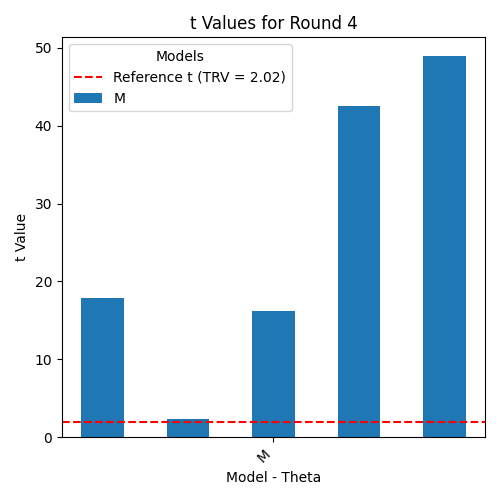 t Values for Round 4
Models
Reference t (TRV = 2.02)
M
50
40
30
20
10
0
t Value
M
Model - Theta